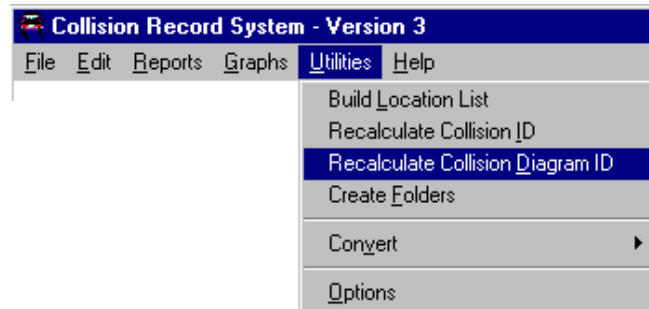 Collision Record System - Version 3
File Edit Reports Graphs Utilities Help
Build Location List
Recalculate Collision ID
Recalculate Collision Diagram ID
Create Folders
Convert
Options